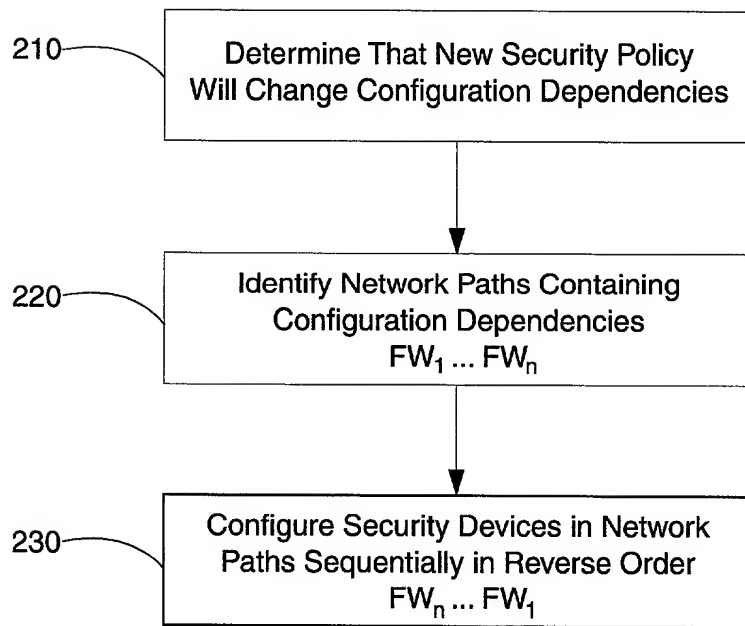 210
Determine That New Security Policy
Will Change Configuration Dependencies
220
Identify Network Paths Containing
Configuration Dependencies
FW₁ ... FWₙ
230
Configure Security Devices in Network
Paths Sequentially in Reverse Order
FWₙ ... FW₁